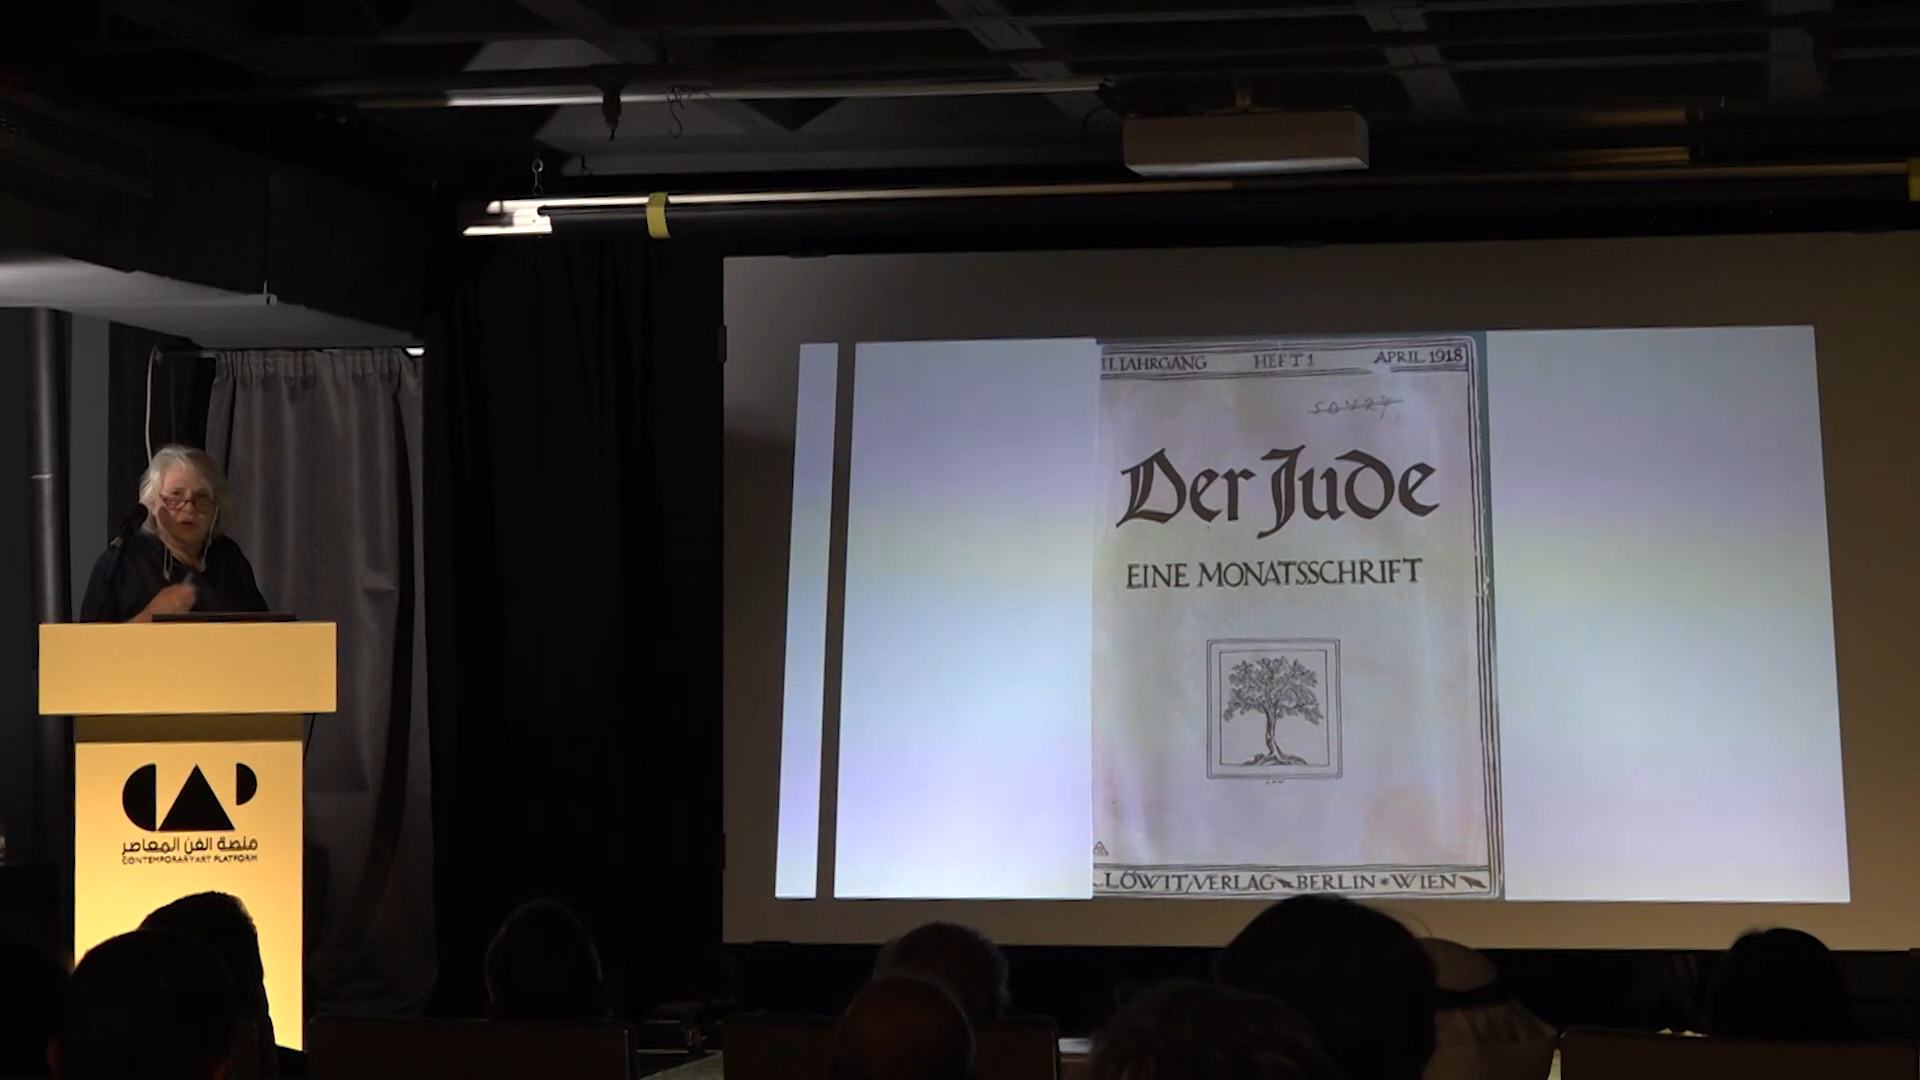 منصة الفن المعاصر
CONTEMPORARY ART PLATFORM
II. JAHRGANG HEFT 1 APRIL 1918
Der Jude
EINE MONATSSCHRIFT
LÖWIT/VERLAG BERLIN WIEN